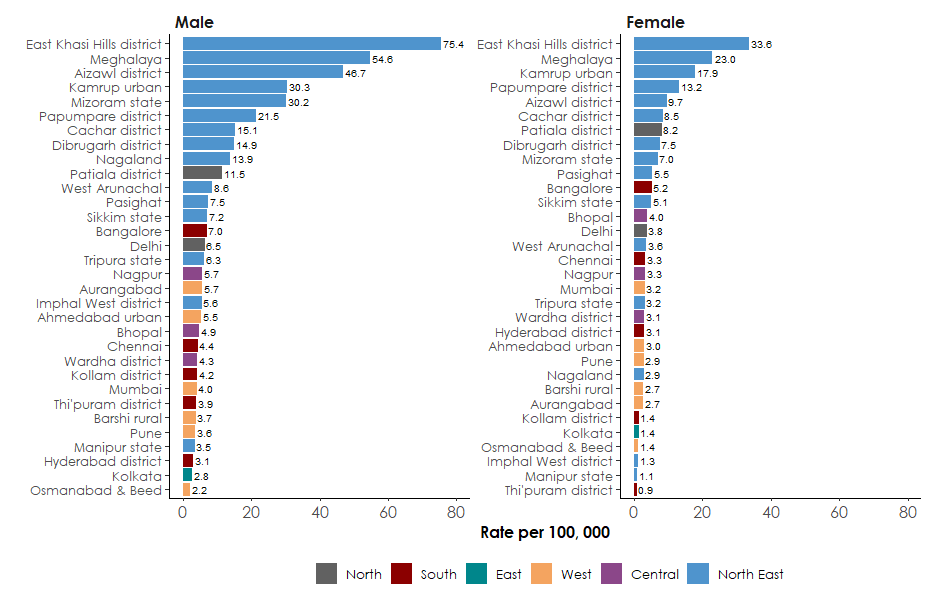 Male
East Khasi Hills district 75.4
Meghalaya 54.6
Aizawl district 46.7
Kamrup urban 30.3
Mizoram state 30.2
Papumpare district 21.5
Cachar district 15.1
Dibrugarh district 14.9
Nagaland 13.9
Patiala district 11.5
West Arunachal 8.6
Pasighat 7.5
Sikkim state 7.2
Bangalore 7.0
Delhi 6.5
Tripura state 6.3
Nagpur 5.7
Aurangabad 5.7
Imphal West district 5.6
Ahmedabad urban 5.5
Bhopal 4.9
Chennai 4.4
Wardha district 4.3
Kollam district 4.2
Mumbai 4.0
Thi'puram district 3.9
Barshi rural 3.7
Pune 3.6
Manipur state 3.5
Hyderabad district 3.1
Kolkata 2.8
Osmanabad & Beed 2.2
0 20 40 60 80
Female
East Khasi Hills district 33.6
Meghalaya 23.0
Kamrup urban 17.9
Papumpare district 13.2
Aizawl district 9.7
Cachar district 8.5
Patiala district 8.2
Dibrugarh district 7.5
Mizoram state 7.0
Pasighat 5.5
Bangalore 5.2
Sikkim state 5.1
Bhopal 4.0
Delhi 3.8
West Arunachal 3.6
Chennai 3.3
Nagpur 3.3
Mumbai 3.2
Tripura state 3.2
Wardha district 3.1
Hyderabad district 3.1
Ahmedabad urban 3.0
Pune 2.9
Nagaland 2.9
Barshi rural 2.7
Aurangabad 2.7
Kollam district 1.4
Kolkata 1.4
Osmanabad & Beed 1.4
Imphal West district 1.3
Manipur state 1.1
Thi'puram district 0.9
0 20 40 60 80
Rate per 100, 000
North South East West Central North East